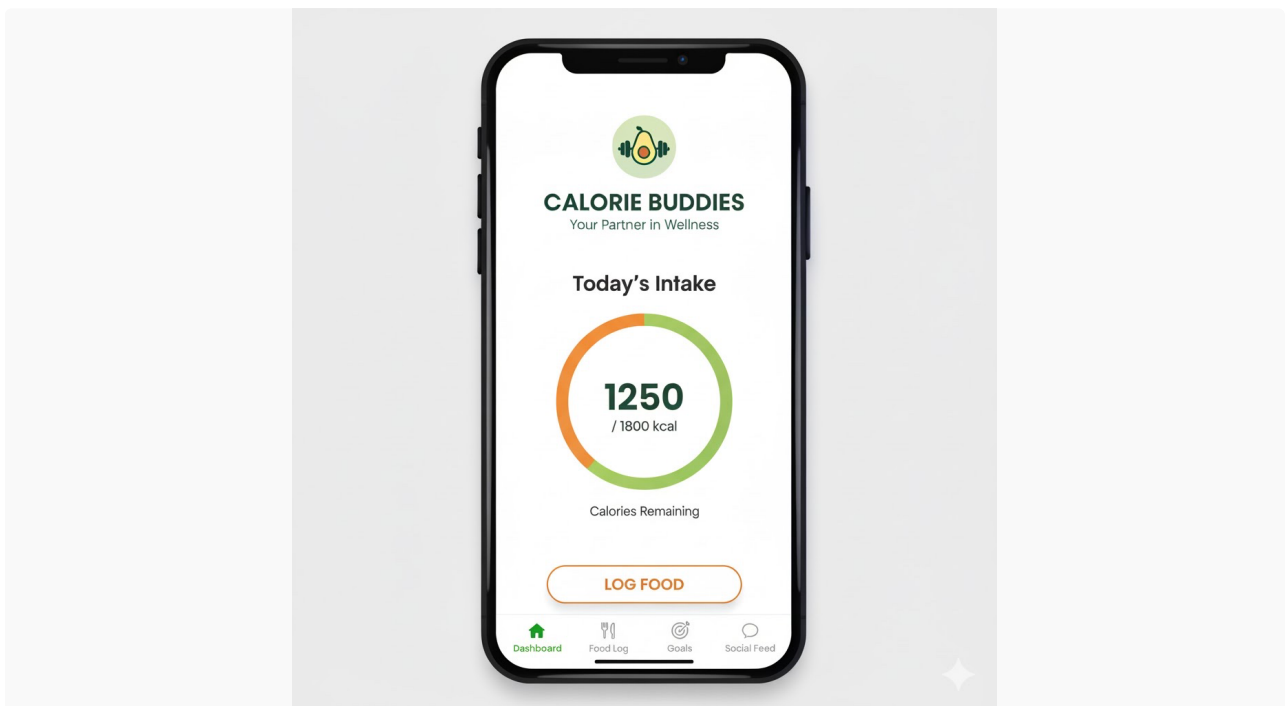 CALORIE BUDDIES
Your Partner in Wellness
Today's Intake
1250
/ 1800 kcal
Calories Remaining
LOG FOOD
Dashboard
Food Log
Goals
Social Feed